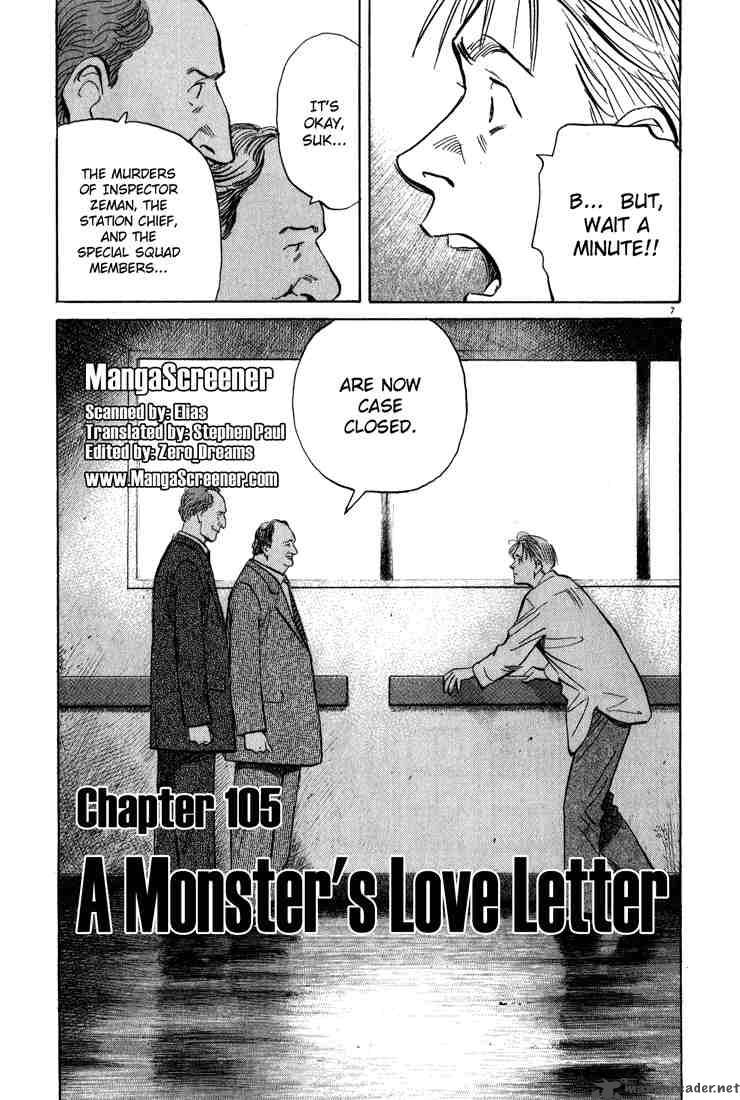 IT'S
OKAY,
SUK...
THE MURDERS
OF INSPECTOR
ZEMAN, THE
STATION CHIEF,
AND THE
SPECIAL SQUAD
MEMBERS...
B... BUT,
WAIT A
MINUTE!!
7
MangaScreener
Scanned by: Elias
Translated by: Stephen Paul
Edited by: Zero_Dreams
www.MangaScreener.com
ARE NOW
CASE
CLOSED.
Chapter 105
A Monster's Love Letter
mangareader.net